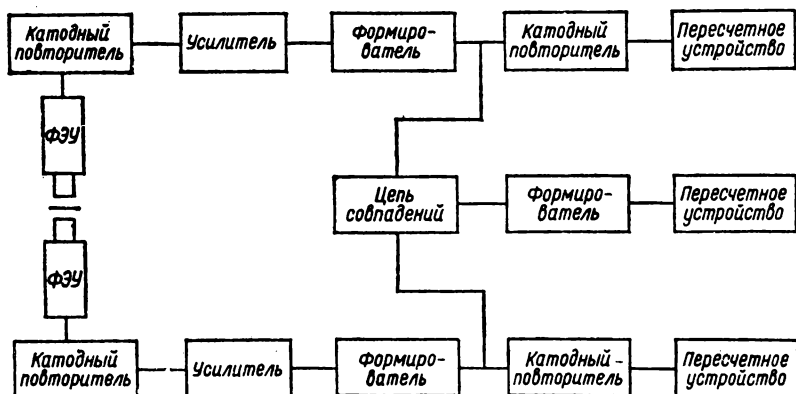 Катодный
повторитель
Усилитель
Формиро-
ватель
Катодный
повторитель
Пересчетное
устройство
ФЭУ
Цепь
совпадений
Формиро-
ватель
Пересчетное
устройство
ФЭУ
Катодный
повторитель
Усилитель
Формиро-
ватель
Катодный -
повторитель
Пересчетное
устройство